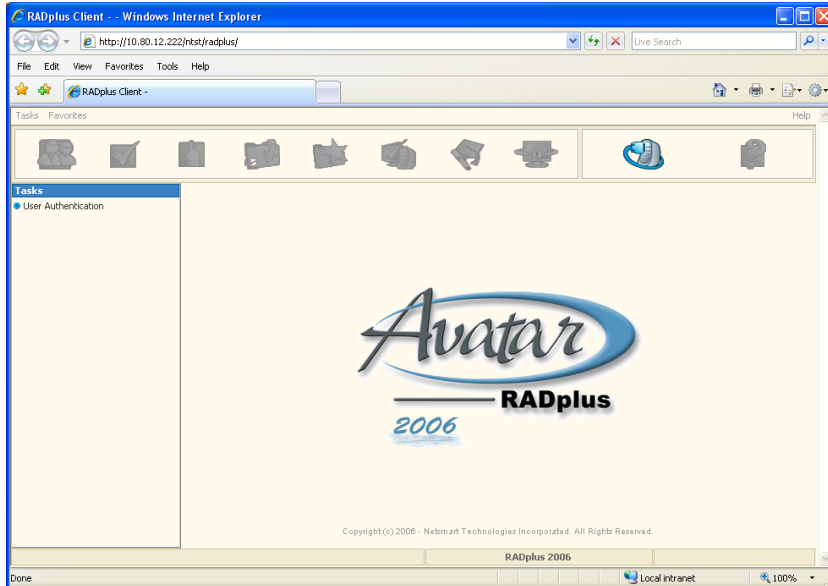 RADplus Client - - Windows Internet Explorer
http://10.80.12.222/ntst/radplus/
Live Search
File Edit View Favorites Tools Help
RADplus Client -
Tasks Favorites Help
Tasks
User Authentication
Avatar
RADplus
2006
Copyright (c) 2006 - Netsmart Technologies Incorporated. All Rights Reserved.
RADplus 2006
Done Local intranet 100%